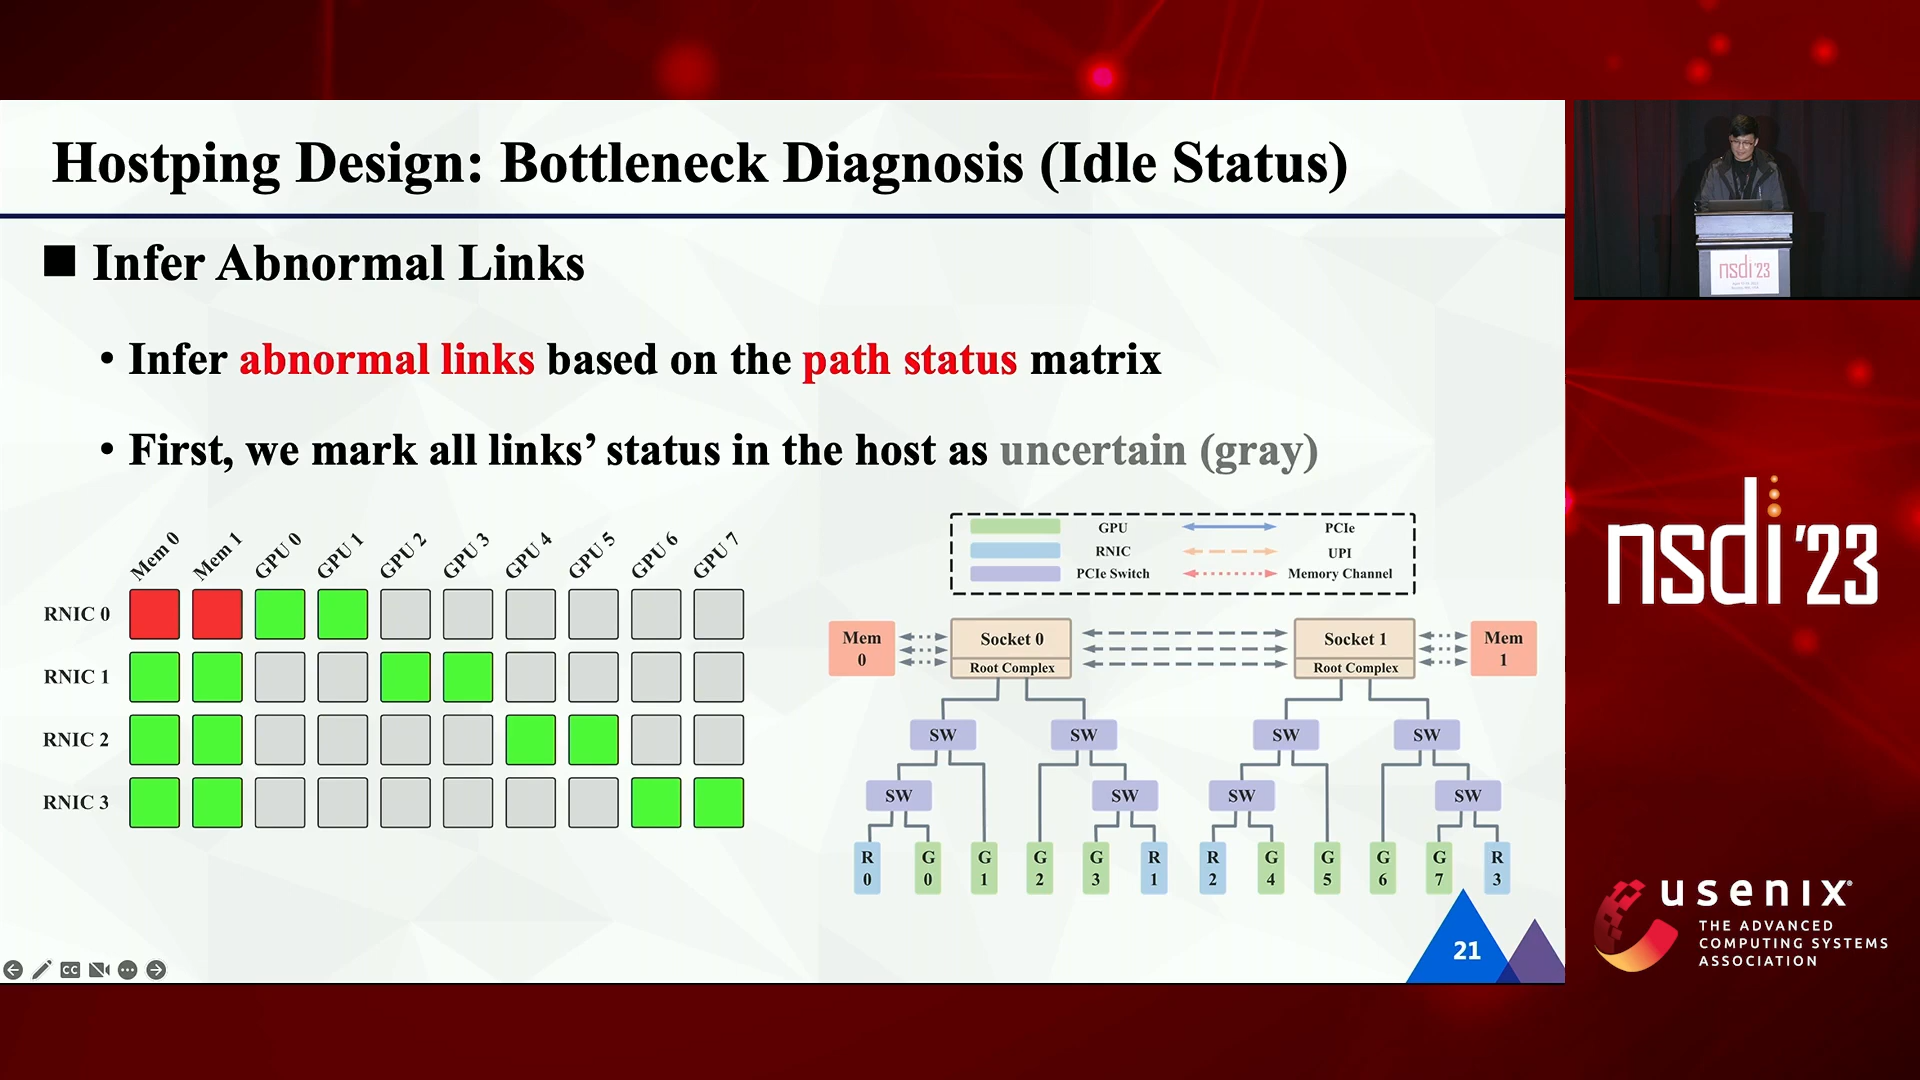 Hostping Design: Bottleneck Diagnosis (Idle Status)
■ Infer Abnormal Links
• Infer abnormal links based on the path status matrix
• First, we mark all links’ status in the host as uncertain (gray)
Mem 0 Mem 1 GPU 0 GPU 1 GPU 2 GPU 3 GPU 4 GPU 5 GPU 6 GPU 7
RNIC 0
RNIC 1
RNIC 2
RNIC 3
GPU PCIe
RNIC UPI
PCIe Switch Memory Channel
Mem 0
Socket 0
Root Complex
Socket 1
Root Complex
Mem 1
SW SW SW SW
SW SW SW SW
R G G G G R R G G G G R
0 0 1 2 3 1 2 4 5 6 7 3
21
CC
nsdi'23
nsdi'23
usenix®
THE ADVANCED
COMPUTING SYSTEMS
ASSOCIATION